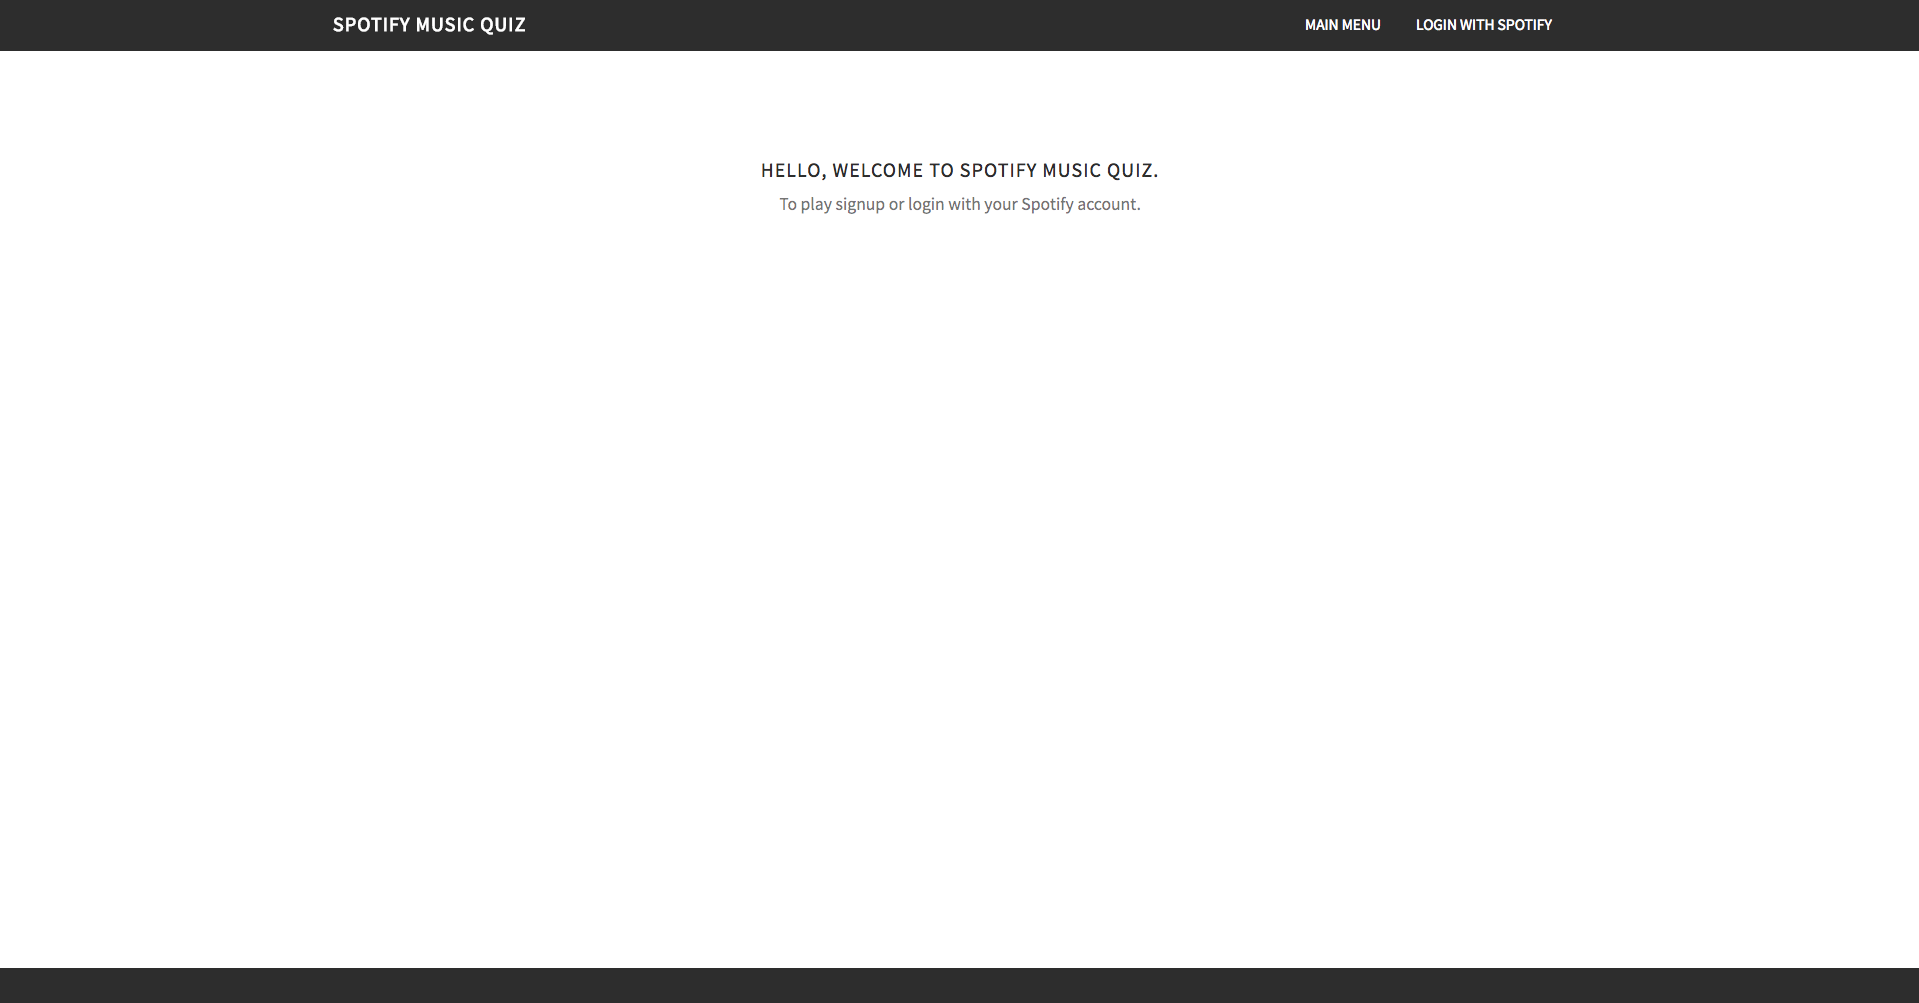 SPOTIFY MUSIC QUIZ
MAIN MENU
LOGIN WITH SPOTIFY
HELLO, WELCOME TO SPOTIFY MUSIC QUIZ.
To play signup or login with your Spotify account.